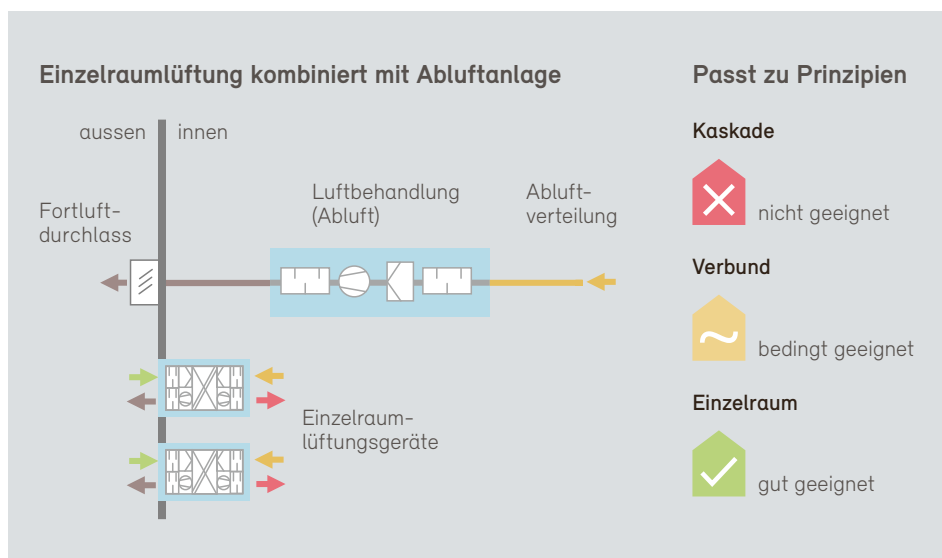 Einzelraumlüftung kombiniert mit Abluftanlage
aussen
innen
Fortluft-
durchlass
Luftbehandlung
(Abluft)
Abluft-
verteilung
Einzelraum-
lüftungsgeräte
Passt zu Prinzipien
Kaskade
nicht geeignet
Verbund
bedingt geeignet
Einzelraum
gut geeignet